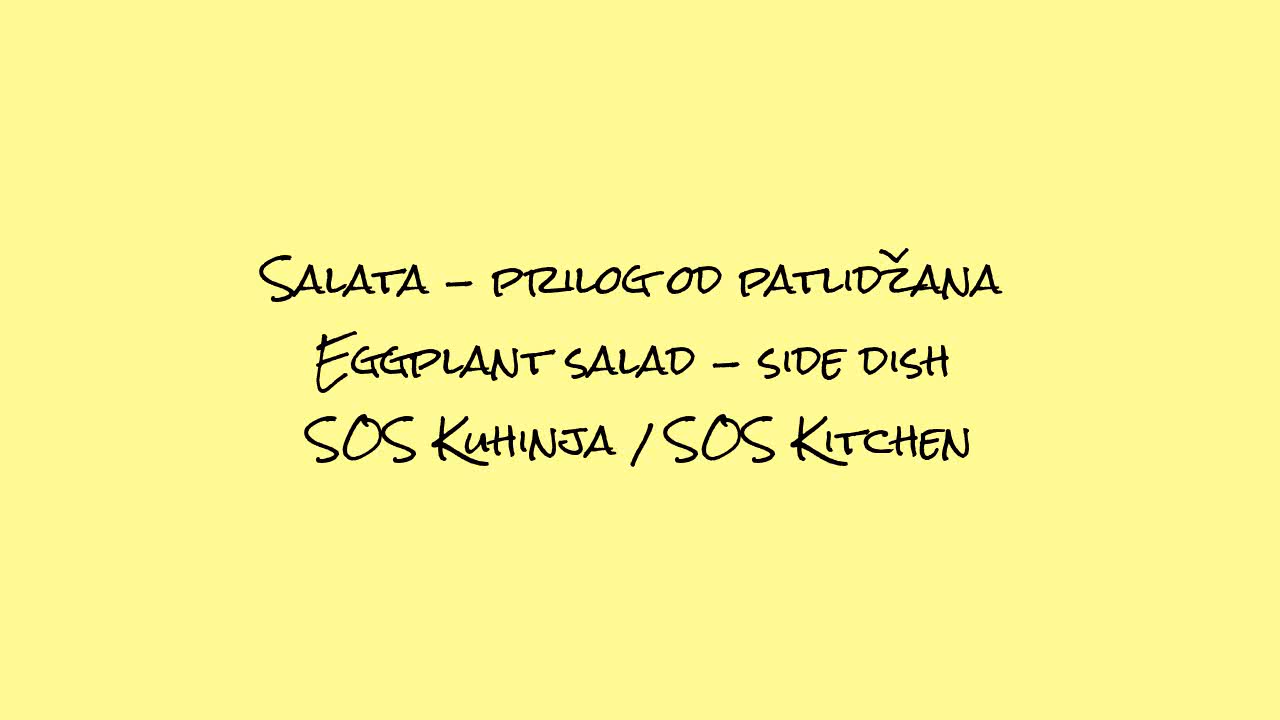 Salata – prilog od patlidžana
Eggplant salad – side dish
SOS Kuhinja / SOS Kitchen